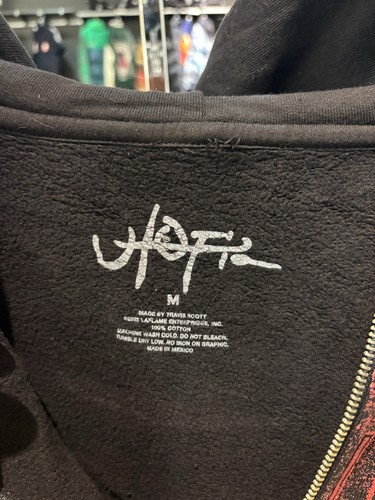 UTOPIA
M
MADE BY TRAVIS SCOTT
LAFLAME ENTERPRISES, INC.
100% COTTON
MACHINE WASH COLD. DO NOT BLEACH.
TUMBLE DRY LOW. NO IRON ON GRAPHIC.
MADE IN MEXICO